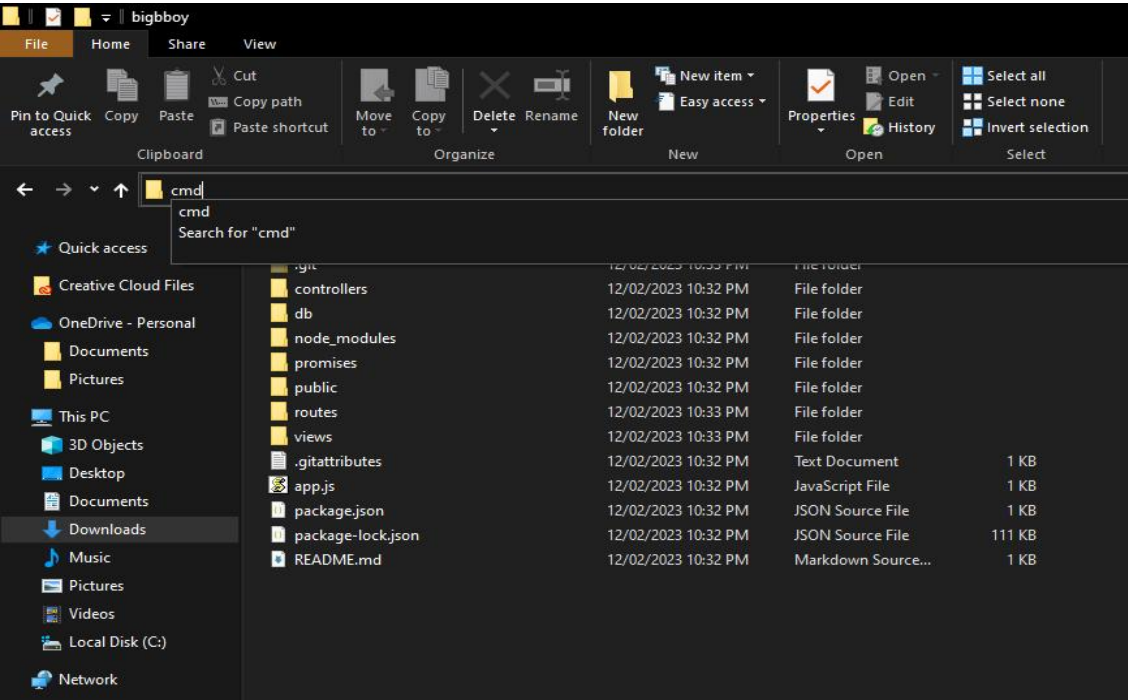 bigbboy
File Home Share View
Pin to Quick access
Copy
Paste
Cut
Copy path
Paste shortcut
Clipboard
Move to
Copy to
Delete
Rename
Organize
New folder
New item
Easy access
New
Properties
Open
Edit
History
Open
Select all
Select none
Invert selection
Select
cmd
cmd
Search for "cmd"
Quick access
Creative Cloud Files
OneDrive - Personal
Documents
Pictures
This PC
3D Objects
Desktop
Documents
Downloads
Music
Pictures
Videos
Local Disk (C:)
Network
.git 12/02/2023 10:33 PM File folder
controllers 12/02/2023 10:32 PM File folder
db 12/02/2023 10:32 PM File folder
node_modules 12/02/2023 10:32 PM File folder
promises 12/02/2023 10:32 PM File folder
public 12/02/2023 10:32 PM File folder
routes 12/02/2023 10:33 PM File folder
views 12/02/2023 10:33 PM File folder
.gitattributes 12/02/2023 10:32 PM Text Document 1 KB
app.js 12/02/2023 10:32 PM JavaScript File 1 KB
package.json 12/02/2023 10:32 PM JSON Source File 1 KB
package-lock.json 12/02/2023 10:32 PM JSON Source File 111 KB
README.md 12/02/2023 10:32 PM Markdown Source... 1 KB